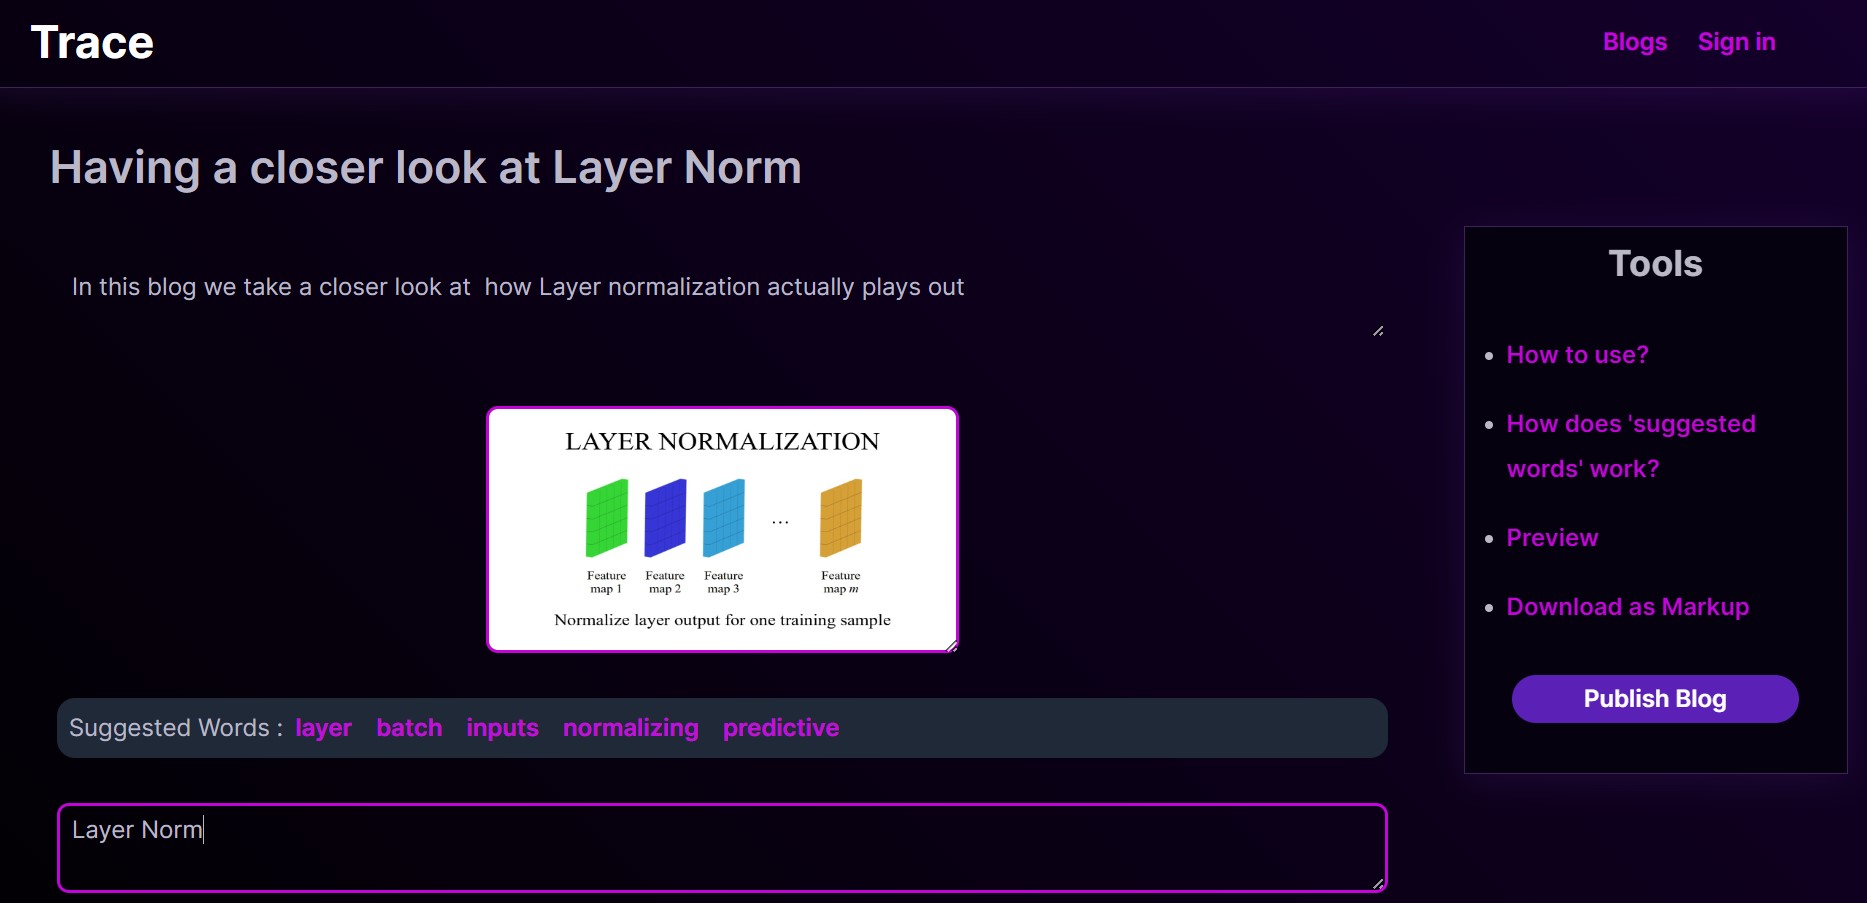 Trace
Blogs Sign in
Having a closer look at Layer Norm
In this blog we take a closer look at  how Layer normalization actually plays out
LAYER NORMALIZATION
...
Feature map 1
Feature map 2
Feature map 3
Feature map m
Normalize layer output for one training sample
Suggested Words : layer batch inputs normalizing predictive
Layer Norm
Tools
How to use?
How does 'suggested
words' work?
Preview
Download as Markup
Publish Blog